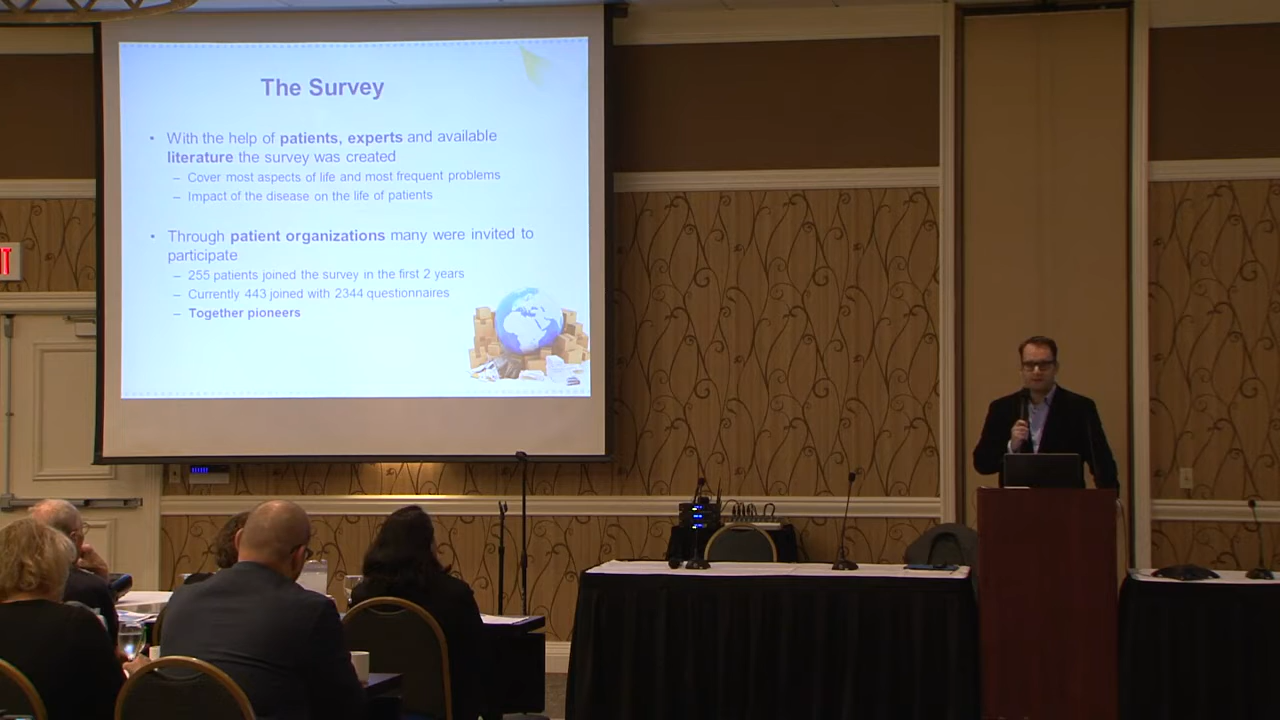 The Survey
• With the help of patients, experts and available
literature the survey was created
– Cover most aspects of life and most frequent problems
– Impact of the disease on the life of patients
• Through patient organizations many were invited to
participate
– 255 patients joined the survey in the first 2 years
– Currently 443 joined with 2344 questionnaires
– Together pioneers
IT